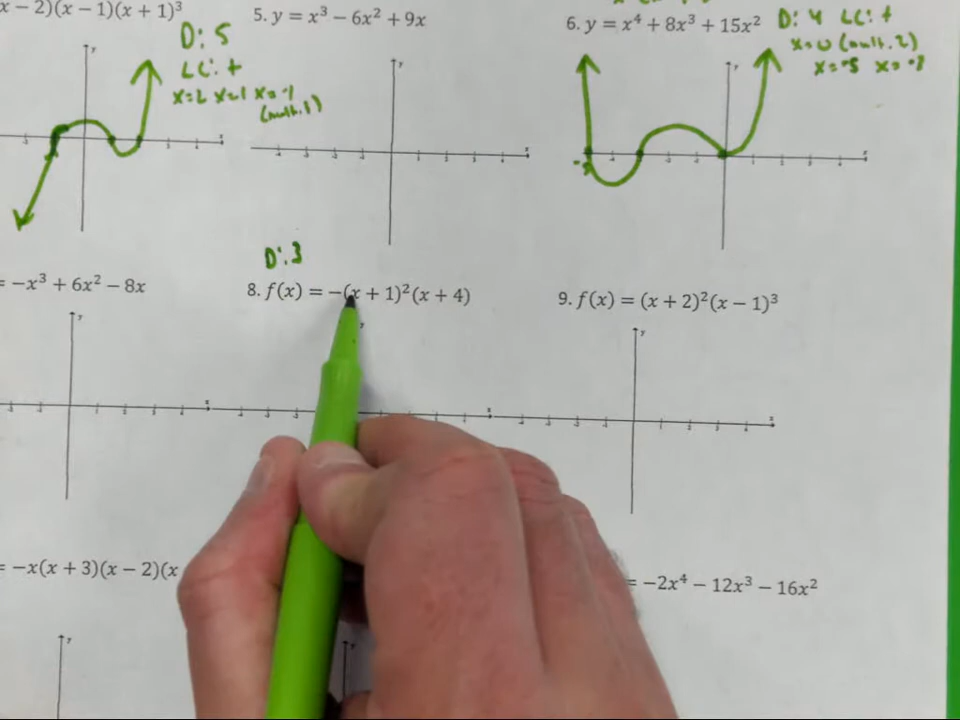 x − 2)(x − 1)(x + 1)³
D: 5
LC: +
x=2 x=1 x=-1
(mult. 3)
5. y = x³ − 6x² + 9x
6. y = x⁴ + 8x³ + 15x²
D: 4 LC: +
x=0 (mult. 2)
x=-5 x=-3
= −x³ + 6x² − 8x
D: 3
8. f(x) = −(x + 1)²(x + 4)
9. f(x) = (x + 2)²(x − 1)³
= −x(x + 3)(x − 2)(x
= −2x⁴ − 12x³ − 16x²